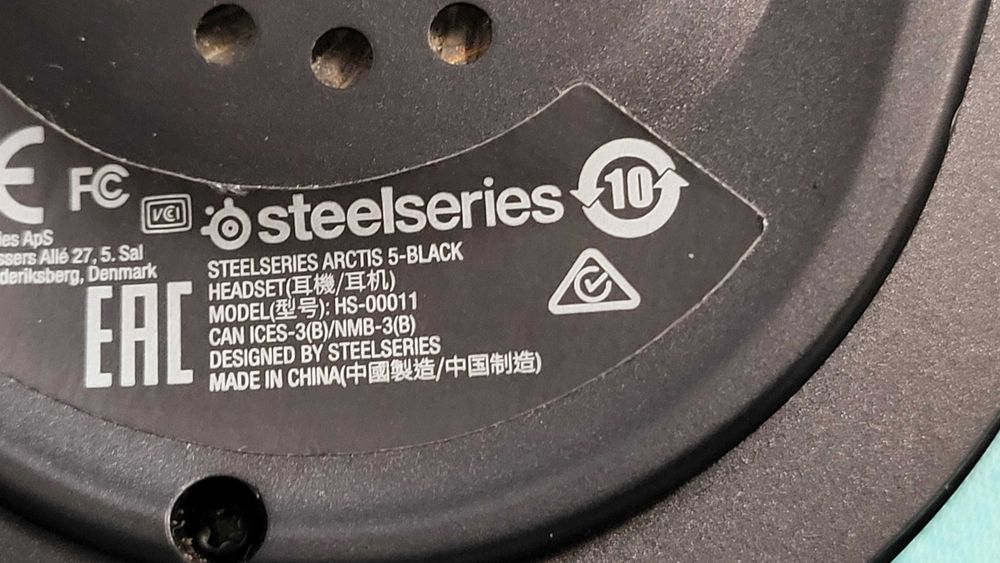 CE
FC
VCI
steelseries
10
ies ApS
ssers Allé 27, 5. Sal
deriksberg, Denmark
EAC
STEELSERIES ARCTIS 5-BLACK
HEADSET(耳機/耳机)
MODEL(型号): HS-00011
CAN ICES-3(B)/NMB-3(B)
DESIGNED BY STEELSERIES
MADE IN CHINA(中國製造/中国制造)